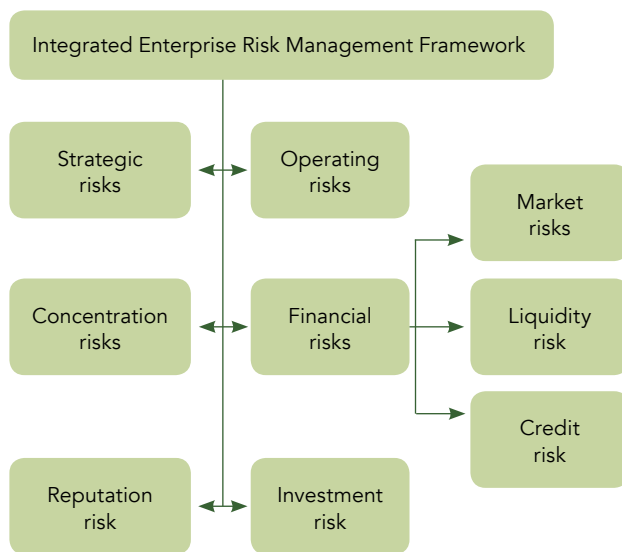 Integrated Enterprise Risk Management Framework
Strategic
risks
Operating
risks
Market
risks
Concentration
risks
Financial
risks
Liquidity
risk
Credit
risk
Reputation
risk
Investment
risk